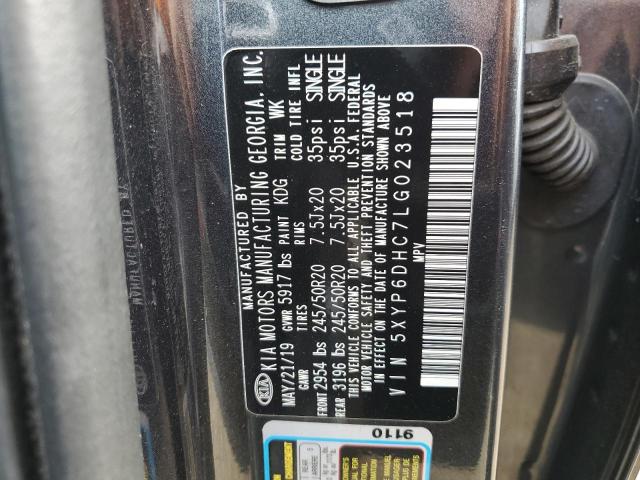 MANUFACTURED BY
KIA KIA MOTORS MANUFACTURING GEORGIA, INC.
MAY/21/19 GVWR 5917 lbs PAINT KDG TRIM WK
GAWR TIRES RIMS COLD TIRE INFL
FRONT 2954 lbs 245/50R20 7.5Jx20 35psi SINGLE
REAR 3196 lbs 245/50R20 7.5Jx20 35psi SINGLE
THIS VEHICLE CONFORMS TO ALL APPLICABLE U.S.A. FEDERAL
MOTOR VEHICLE SAFETY AND THEFT PREVENTION STANDARDS
IN EFFECT ON THE DATE OF MANUFACTURE SHOWN ABOVE
VIN 5XYP6DHC7LG023518
MPV
9110